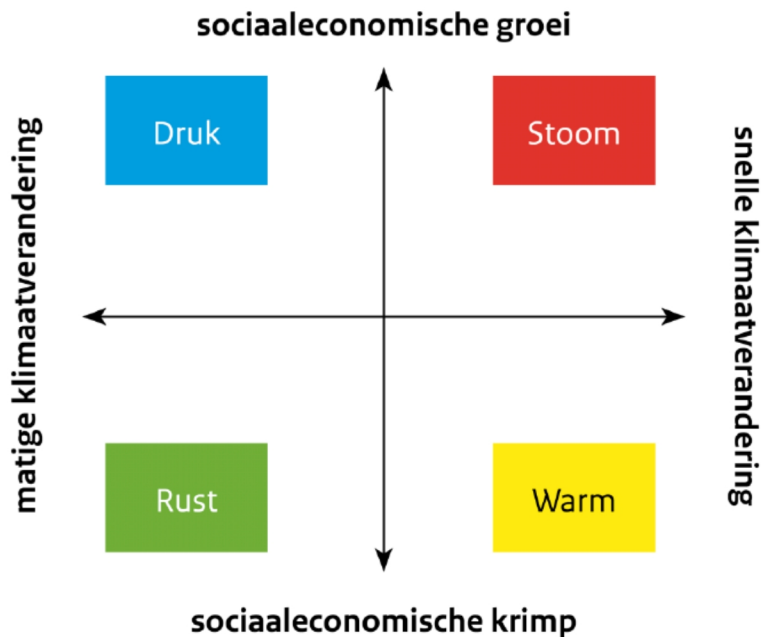 sociaaleconomische groei
Druk
Stoom
matige klimaatverandering
snelle klimaatverandering
Rust
Warm
sociaaleconomische krimp